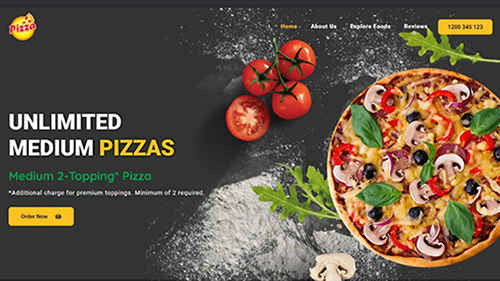 Pizza
Home
About Us
Explore Foods
Reviews
1200 345 123
UNLIMITED
MEDIUM PIZZAS
Medium 2-Topping* Pizza
*Additional charge for premium toppings. Minimum of 2 required.
Order Now